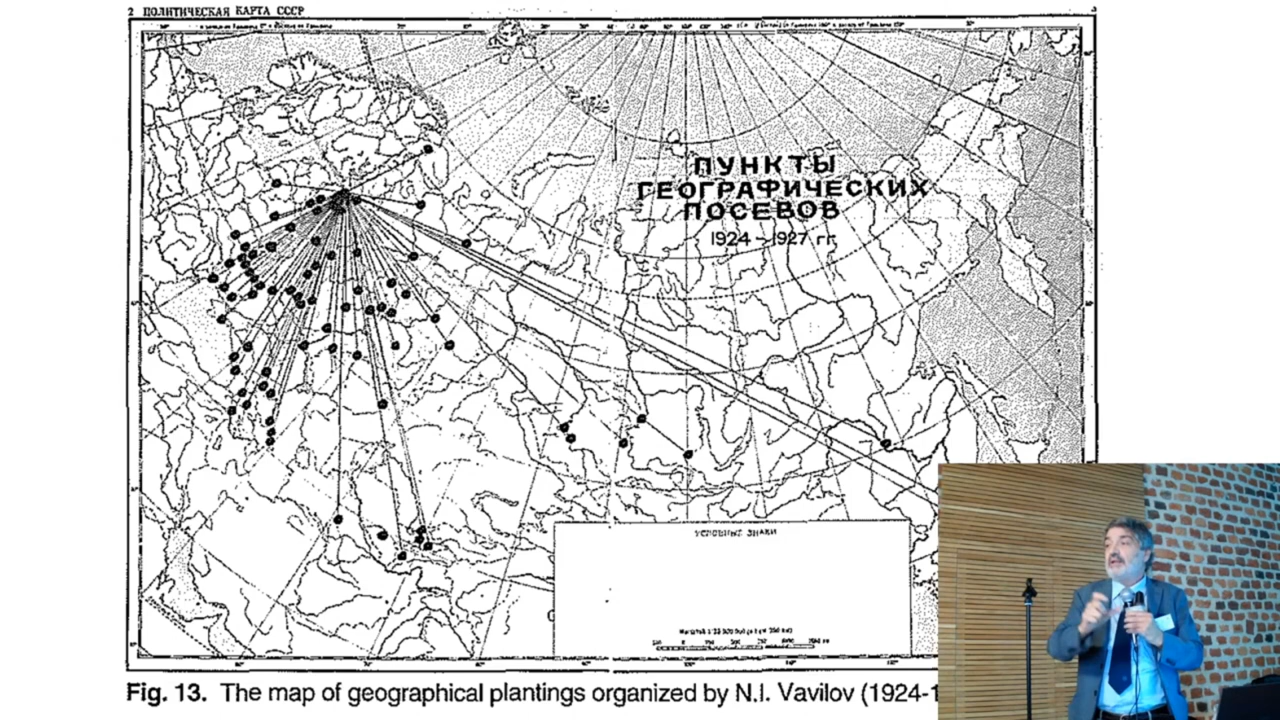 2 ПОЛИТИЧЕСКАЯ КАРТА СССР
3
ПУНКТЫ
ГЕОГРАФИЧЕСКИХ
ПОСЕВОВ
1924–1927 гг.
УСЛОВНЫЕ ЗНАКИ
Fig. 13. The map of geographical plantings organized by N.I. Vavilov (1924-1